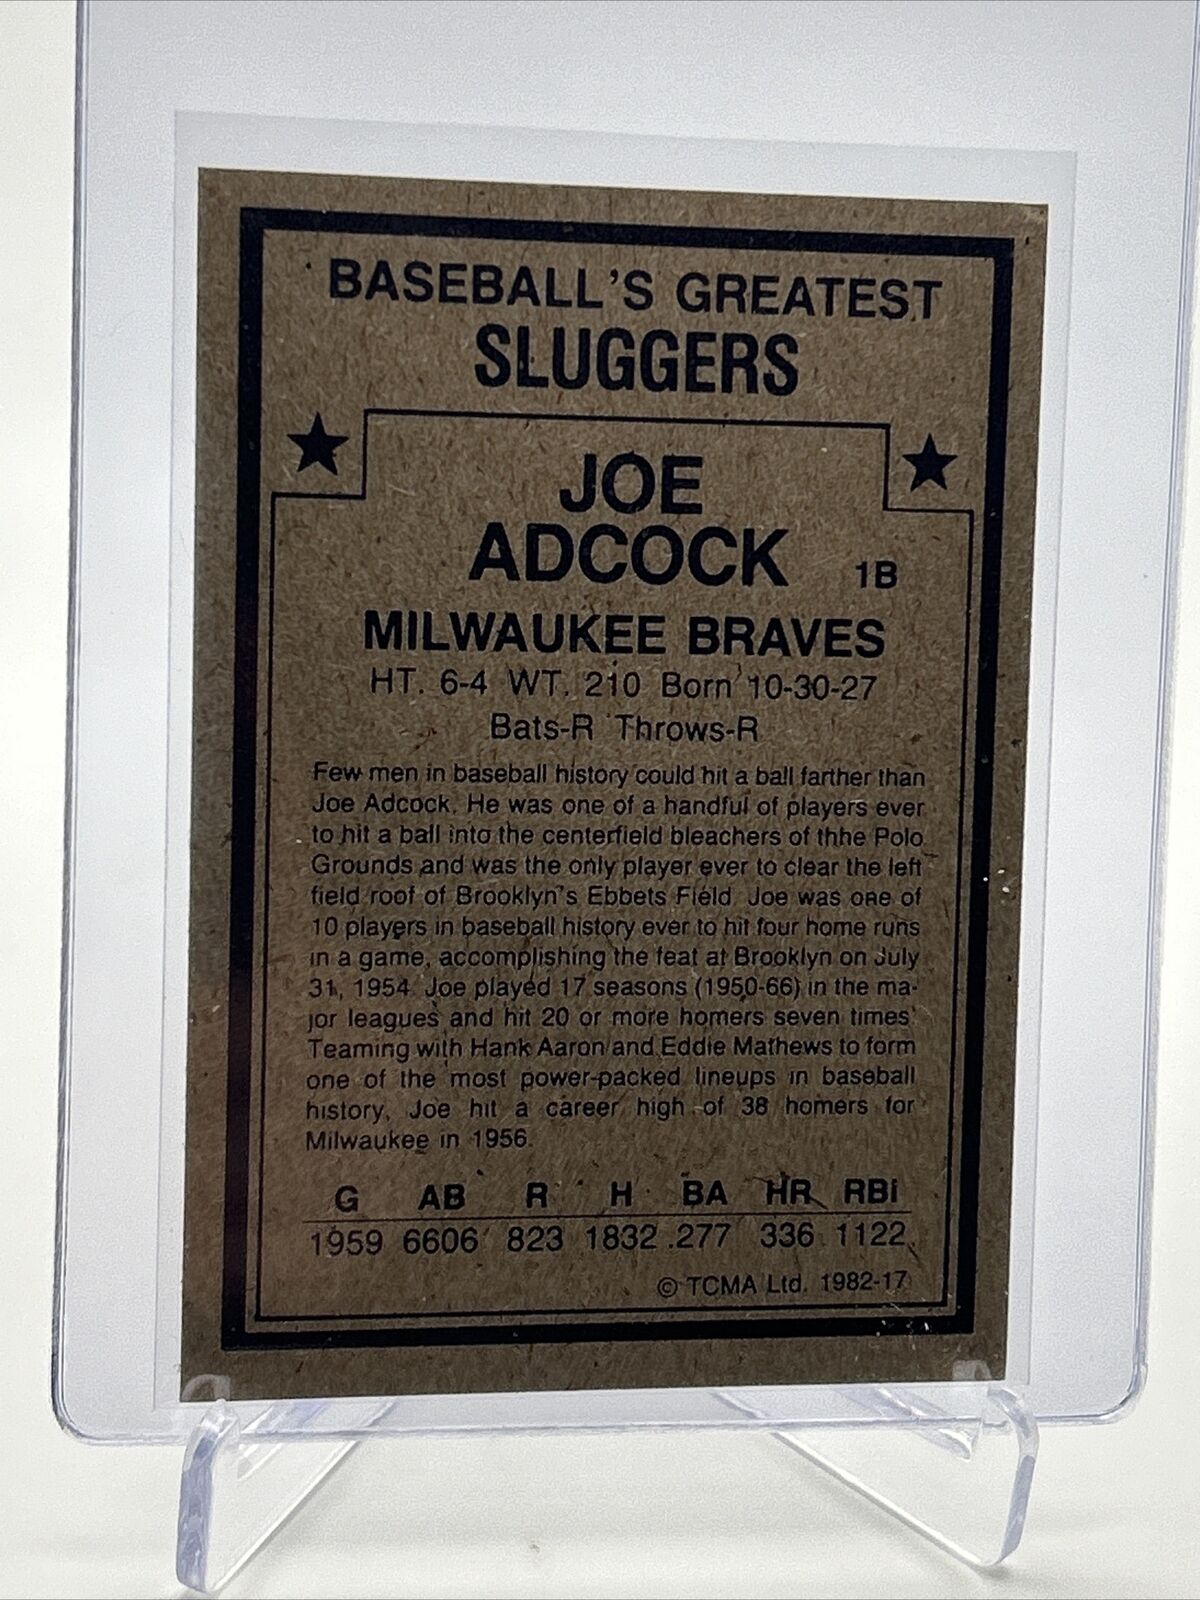 BASEBALL'S GREATEST
SLUGGERS
JOE
ADCOCK 1B
MILWAUKEE BRAVES
HT. 6-4 WT. 210 Born 10-30-27
Bats-R Throws-R
Few men in baseball history could hit a ball farther than
Joe Adcock. He was one of a handful of players ever
to hit a ball into the centerfield bleachers of thhe Polo
Grounds and was the only player ever to clear the left
field roof of Brooklyn's Ebbets Field. Joe was one of
10 players in baseball history ever to hit four home runs
in a game, accomplishing the feat at Brooklyn on July
31, 1954. Joe played 17 seasons (1950-66) in the ma-
jor leagues and hit 20 or more homers seven times.
Teaming with Hank Aaron and Eddie Mathews to form
one of the most power-packed lineups in baseball
history, Joe hit a career high of 38 homers for
Milwaukee in 1956.
G AB R H BA HR RBI
1959 6606 823 1832 .277 336 1122
© TCMA Ltd. 1982-17